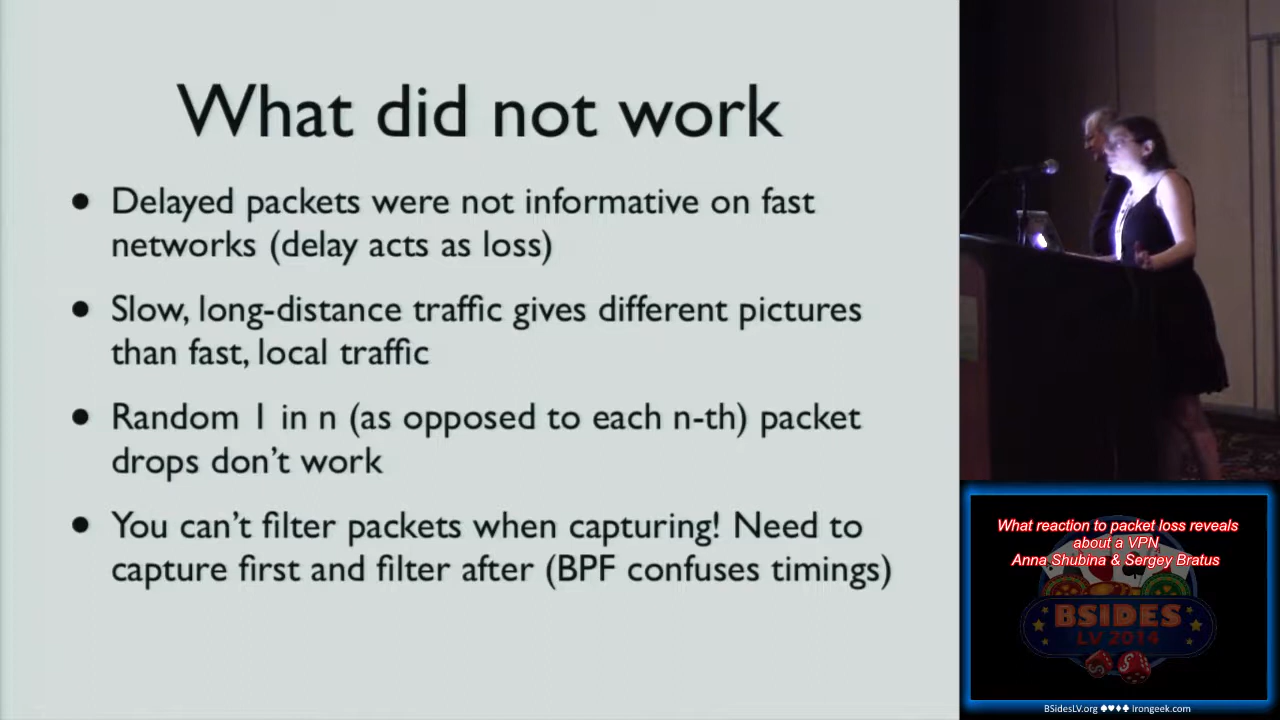 What did not work
• Delayed packets were not informative on fast
networks (delay acts as loss)
• Slow, long-distance traffic gives different pictures
than fast, local traffic
• Random 1 in n (as opposed to each n-th) packet
drops don't work
• You can't filter packets when capturing! Need to
capture first and filter after (BPF confuses timings)
What reaction to packet loss reveals
about a VPN
Anna Shubina & Sergey Bratus
BSIDES
LV 2014
BSidesLV.org ♠♥♦♣ Irongeek.com